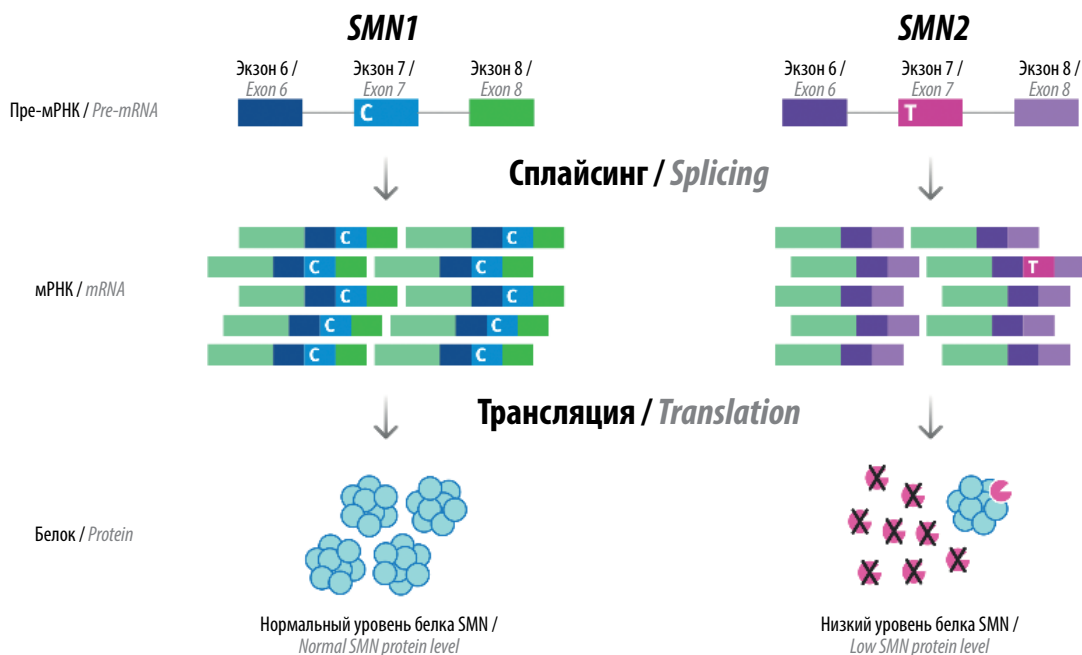 SMN1
SMN2
Экзон 6 /
Exon 6
Экзон 7 /
Exon 7
Экзон 8 /
Exon 8
Экзон 6 /
Exon 6
Экзон 7 /
Exon 7
Экзон 8 /
Exon 8
Пре-мРНК / Pre-mRNA
C
T
Сплайсинг / Splicing
мРНК / mRNA
C
C
C
C
T
C
C
C
C
C
C
Трансляция / Translation
Белок / Protein
Нормальный уровень белка SMN /
Normal SMN protein level
Низкий уровень белка SMN /
Low SMN protein level